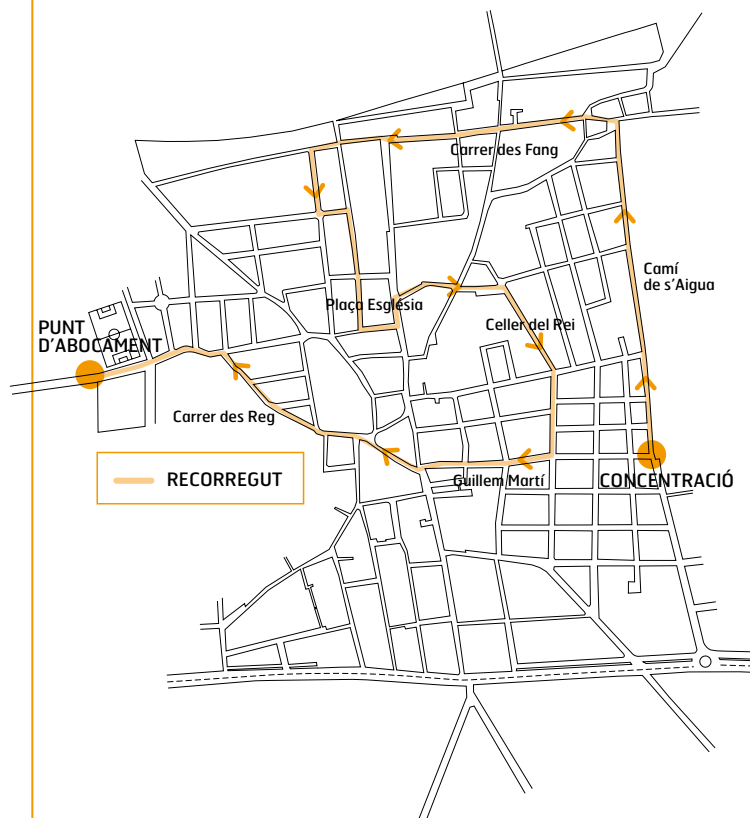 Carrer des Fang
Camí
de s'Aigua
Plaça Església
Celler del Rei
PUNT
D'ABOCAMENT
Carrer des Reg
RECORREGUT
Guillem Martí
CONCENTRACIÓ